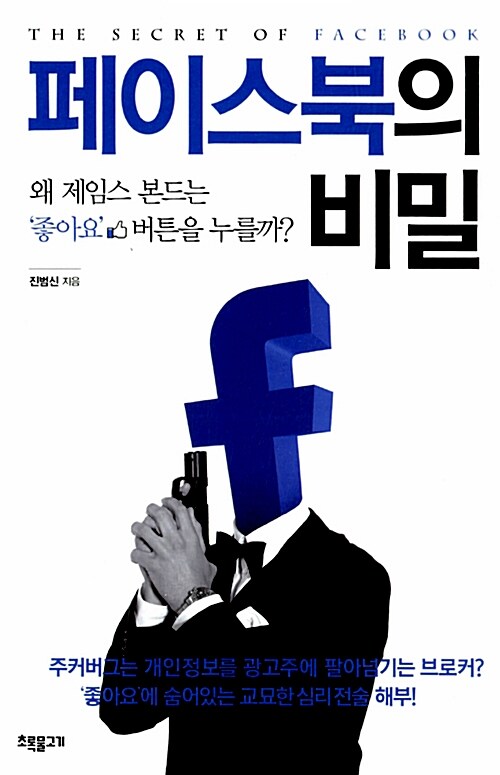 THE SECRET OF FACEBOOK
페이스북의
비밀
왜 제임스 본드는
‘좋아요’ 버튼을 누를까?
진범신 지음
f
주커버그는 개인정보를 광고주에 팔아넘기는 브로커?
‘좋아요’에 숨어있는 교묘한 심리 전술 해부!
초록물고기